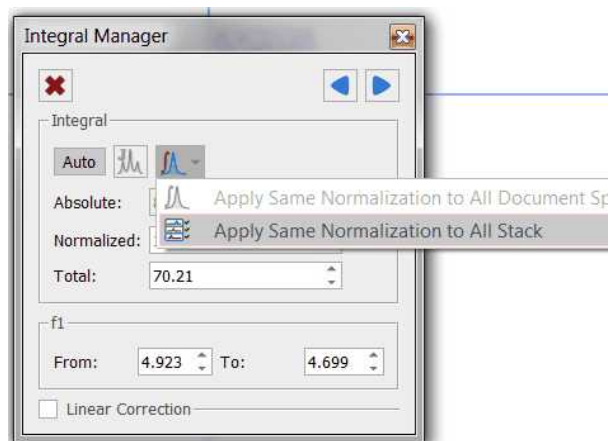 Integral Manager
Integral
Auto
Apply Same Normalization to All Document
Absolute:
Apply Same Normalization to All Stack
Normalized:
Total: 70.21
f1
From: 4.923 To: 4.699
Linear Correction